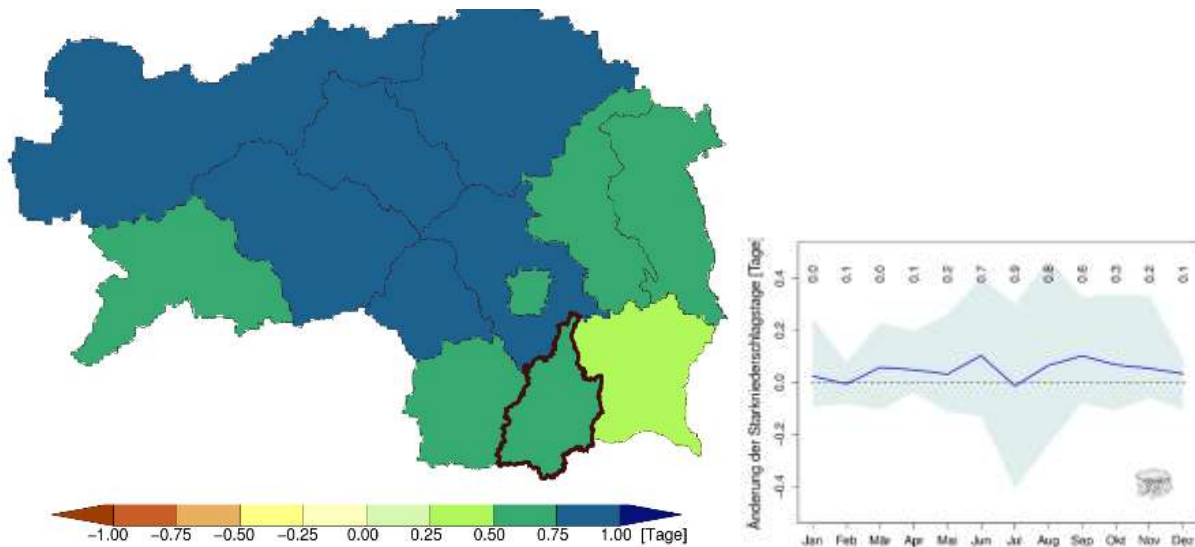 −1.00 −0.75 −0.50 −0.25 0.00 0.25 0.50 0.75 1.00 [Tage]
Änderung der Starkniederschlagstage [Tage]
0.4
0.2
0.0
−0.2
−0.4
0.0 0.1 0.0 0.1 0.2 0.7 0.9 0.8 0.6 0.3 0.2 0.1
Jan Feb Mär Apr Mai Jun Jul Aug Sep Okt Nov Dez